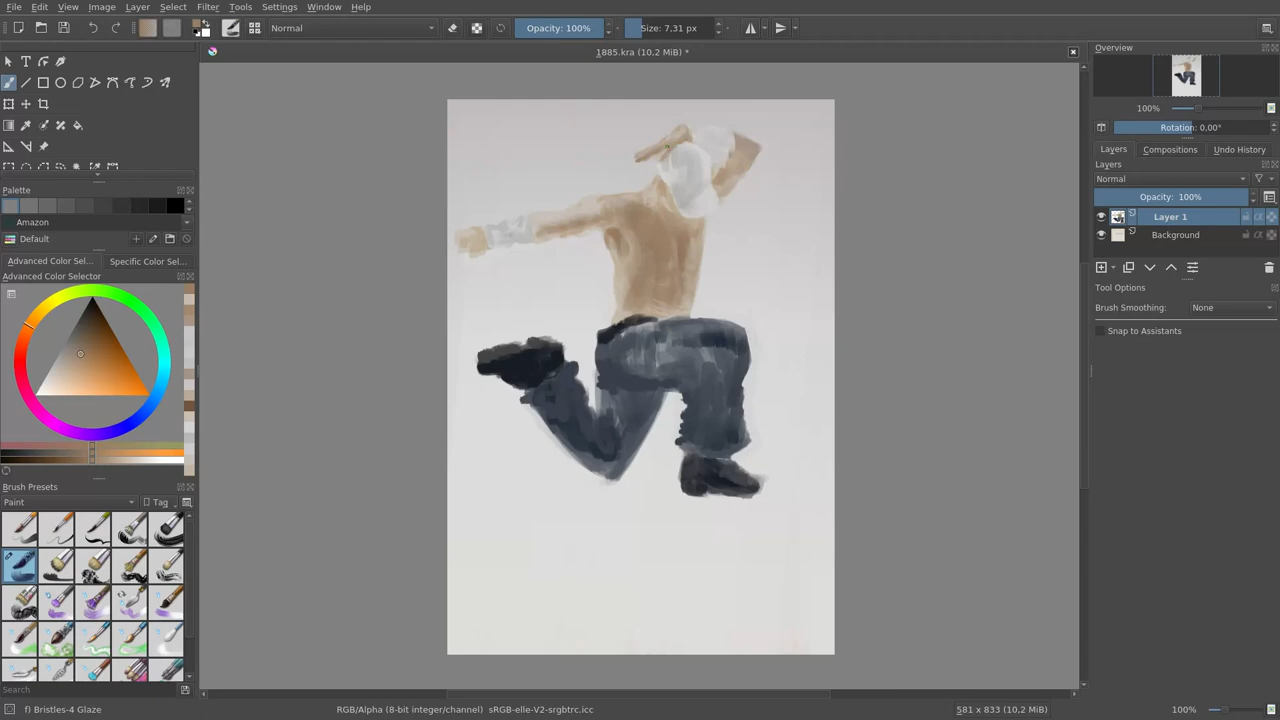 File Edit View Image Layer Select Filter Tools Settings Window Help
Normal Opacity: 100% Size: 7.31 px
1885.kra (10,2 MiB) *
Overview
100%
Rotation: 0,00°
Layers Compositions Undo History
Layers
Normal
Opacity: 100%
Layer 1
Background
Tool Options
Brush Smoothing: None
Snap to Assistants
Palette
Amazon
Default
Advanced Color Sel... Specific Color Sel...
Advanced Color Selector
Brush Presets
Paint Tag
Search
f) Bristles-4 Glaze RGB/Alpha (8-bit integer/channel) sRGB-elle-V2-srgbtrc.icc 581 x 833 (10,2 MiB) 100%